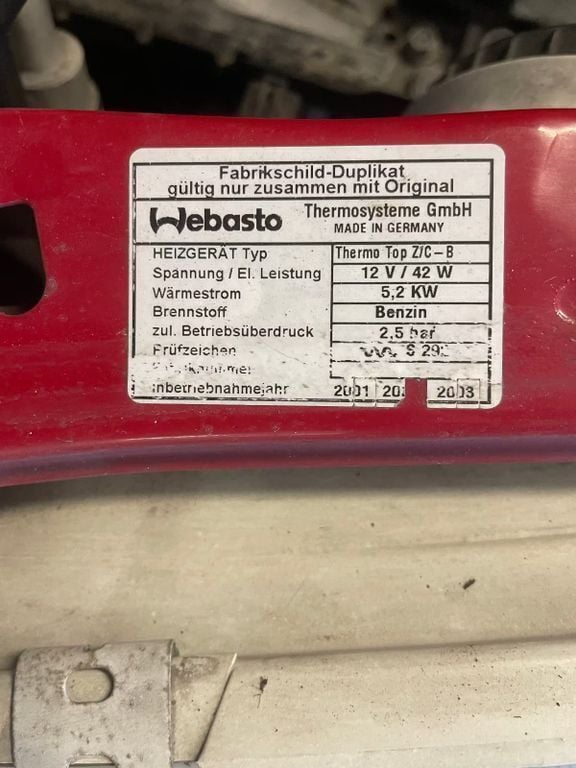 Fabrikschild-Duplikat
gültig nur zusammen mit Original
Webasto Thermosysteme GmbH
MADE IN GERMANY
HEIZGERÄT Typ Thermo Top Z/C-B
Spannung / El. Leistung 12 V / 42 W
Wärmestrom 5,2 KW
Brennstoff Benzin
zul. Betriebsüberdruck 2,5 bar
Prüfzeichen S 29
Inbetriebnahmejahr 2001 2003